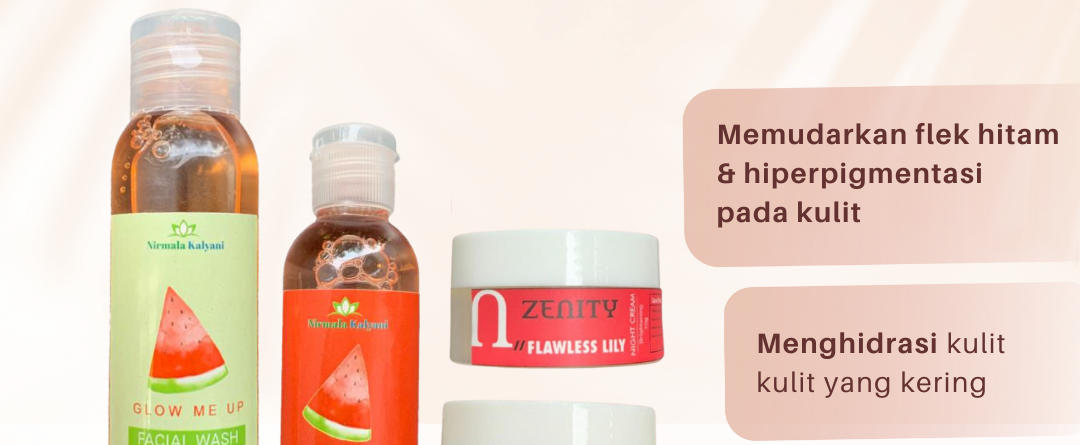 Nirmala Kalyani
GLOW ME UP
FACIAL WASH
Nirmala Kalyani
n
ZENITY
// FLAWLESS LILY
NIGHT CREAM
Memudarkan flek hitam
& hiperpigmentasi
pada kulit
Menghidrasi kulit
kulit yang kering